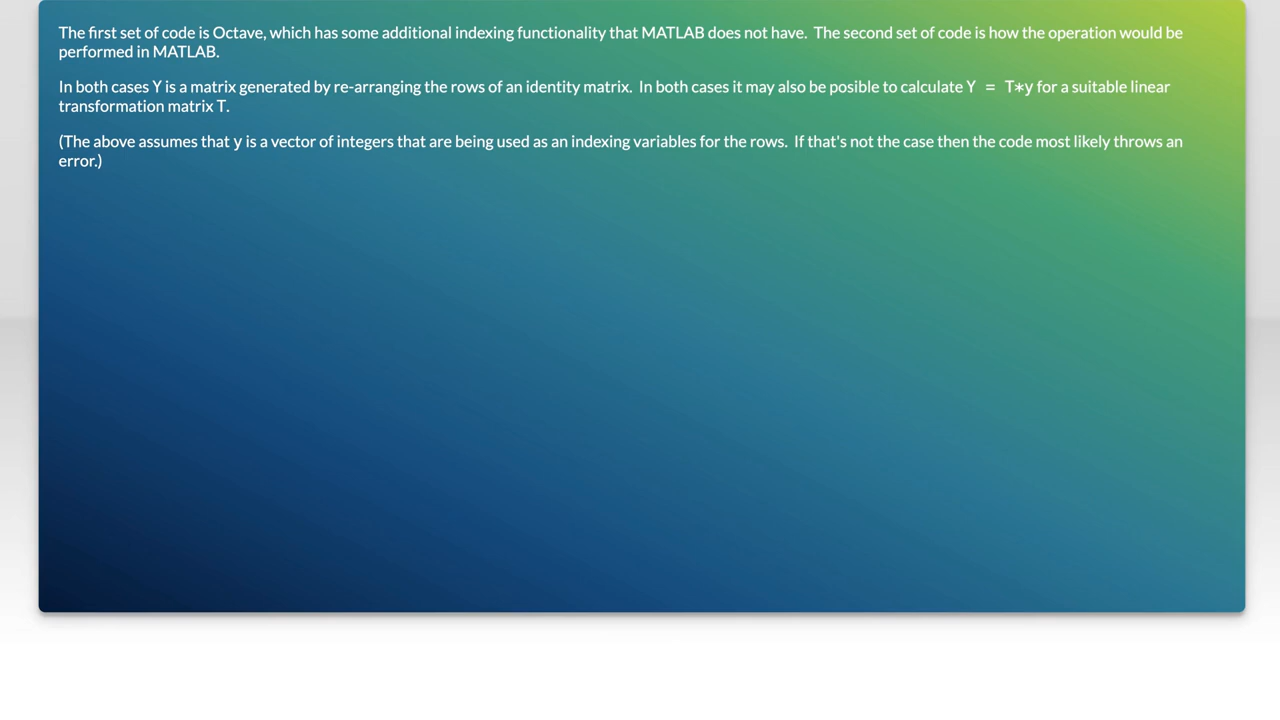 The first set of code is Octave, which has some additional indexing functionality that MATLAB does not have.  The second set of code is how the operation would be
performed in MATLAB.
In both cases Y is a matrix generated by re-arranging the rows of an identity matrix.  In both cases it may also be posible to calculate Y = T*y for a suitable linear
transformation matrix T.
(The above assumes that y is a vector of integers that are being used as an indexing variables for the rows.  If that's not the case then the code most likely throws an
error.)